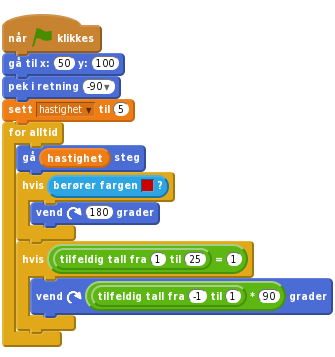 når klikkes
gå til x: 50 y: 100
pek i retning -90▾
sett hastighet ▾ til 5
for alltid
gå hastighet steg
hvis berører fargen ?
vend 180 grader
hvis tilfeldig tall fra 1 til 25 = 1
vend tilfeldig tall fra -1 til 1 * 90 grader